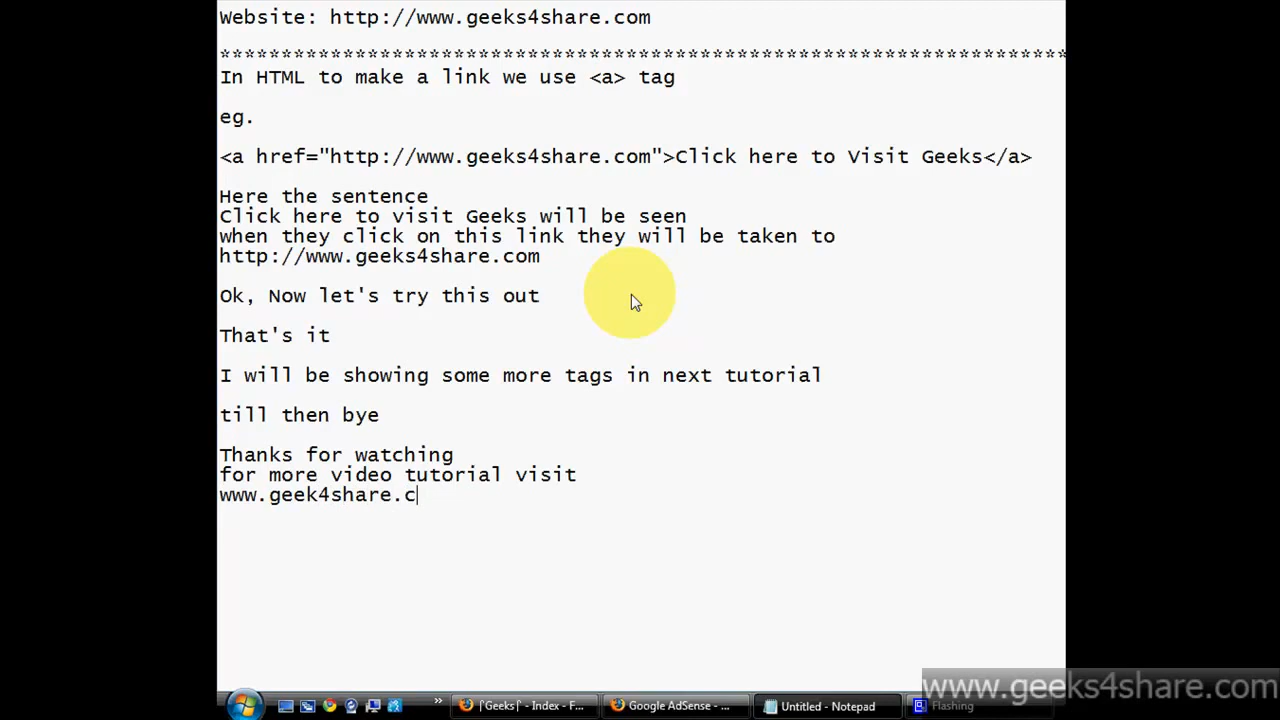 Website: http://www.geeks4share.com
*********************************************************************
In HTML to make a link we use <a> tag
eg.
<a href="http://www.geeks4share.com">Click here to Visit Geeks</a>
Here the sentence
Click here to visit Geeks will be seen
when they click on this link they will be taken to
http://www.geeks4share.com
Ok, Now let's try this out
That's it
I will be showing some more tags in next tutorial
till then bye
Thanks for watching
for more video tutorial visit
www.geek4share.c
www.geeks4share.com
» ⌈Geeks⌉ - Index - F... Google AdSense - ... Untitled - Notepad Flashing